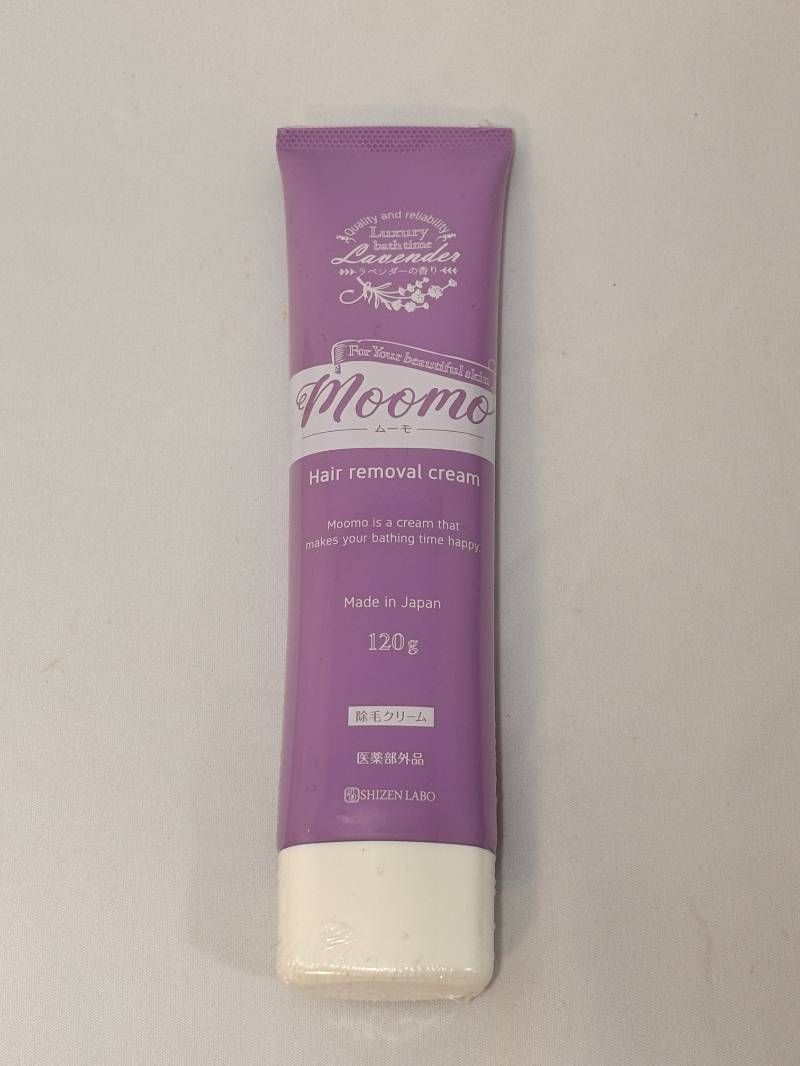 Quality and reliability
Luxury
bath time
Lavender
ラベンダーの香り
For Your beautiful skin
Moomo
ムーモ
Hair removal cream
Moomo is a cream that
makes your bathing time happy.
Made in Japan
120g
除毛クリーム
医薬部外品
SHIZEN LABO